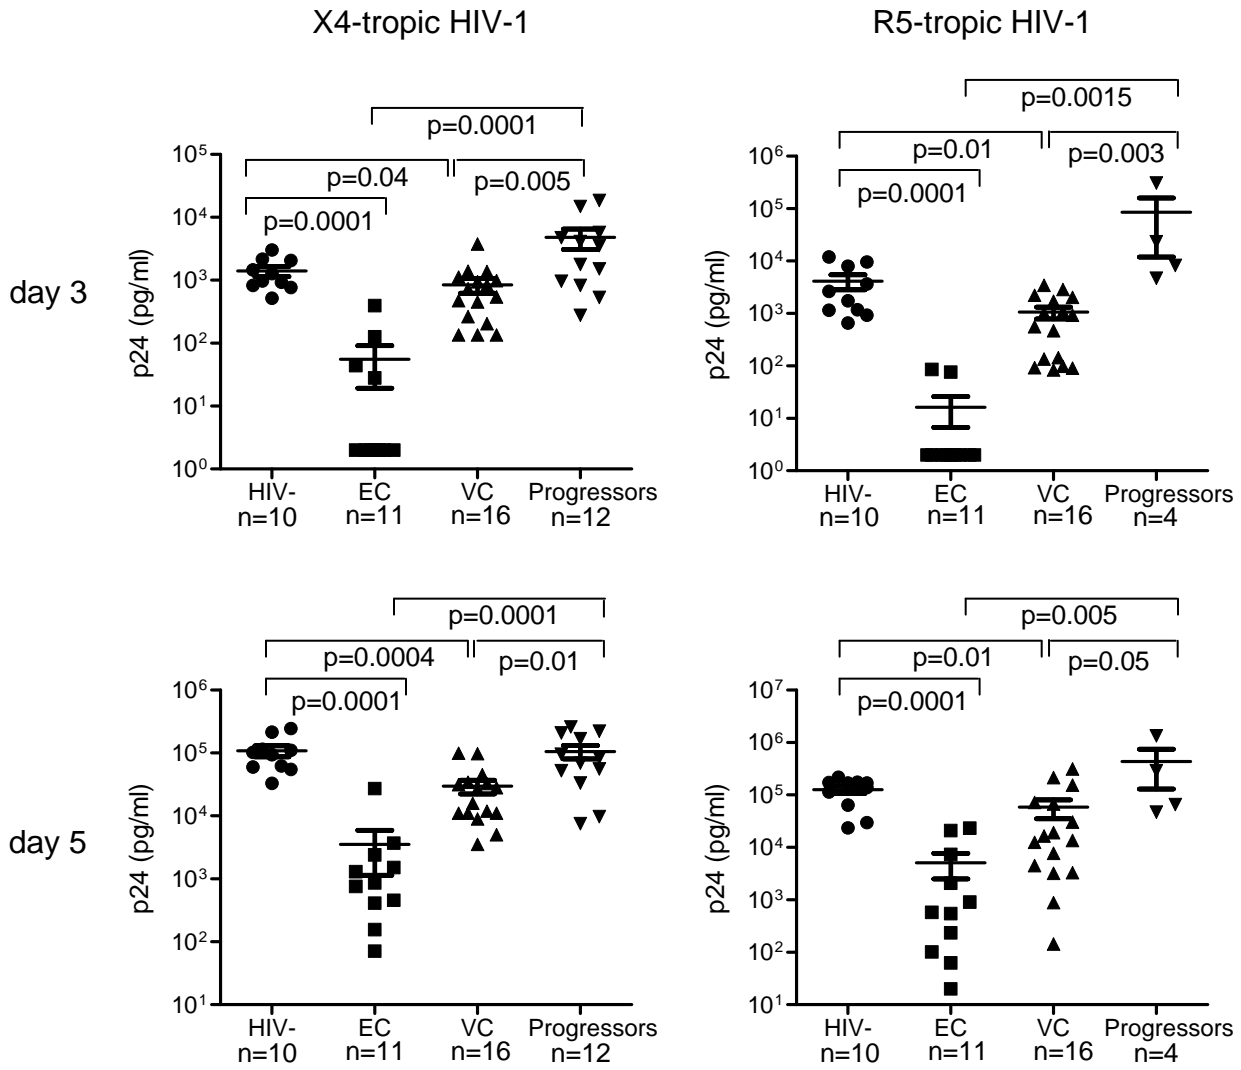 X4-tropic HIV-1
R5-tropic HIV-1
day 3
p24 (pg/ml)
10⁵
10⁴
10³
10²
10¹
10⁰
p=0.0001
p=0.04
p=0.005
p=0.0001
HIV-
n=10
EC
n=11
VC
n=16
Progressors
n=12
p24 (pg/ml)
10⁶
10⁵
10⁴
10³
10²
10¹
10⁰
p=0.0015
p=0.01
p=0.003
p=0.0001
HIV-
n=10
EC
n=11
VC
n=16
Progressors
n=4
day 5
p24 (pg/ml)
10⁶
10⁵
10⁴
10³
10²
10¹
p=0.0001
p=0.0004
p=0.01
p=0.0001
HIV-
n=10
EC
n=11
VC
n=16
Progressors
n=12
p24 (pg/ml)
10⁷
10⁶
10⁵
10⁴
10³
10²
10¹
p=0.005
p=0.01
p=0.05
p=0.0001
HIV-
n=10
EC
n=11
VC
n=16
Progressors
n=4